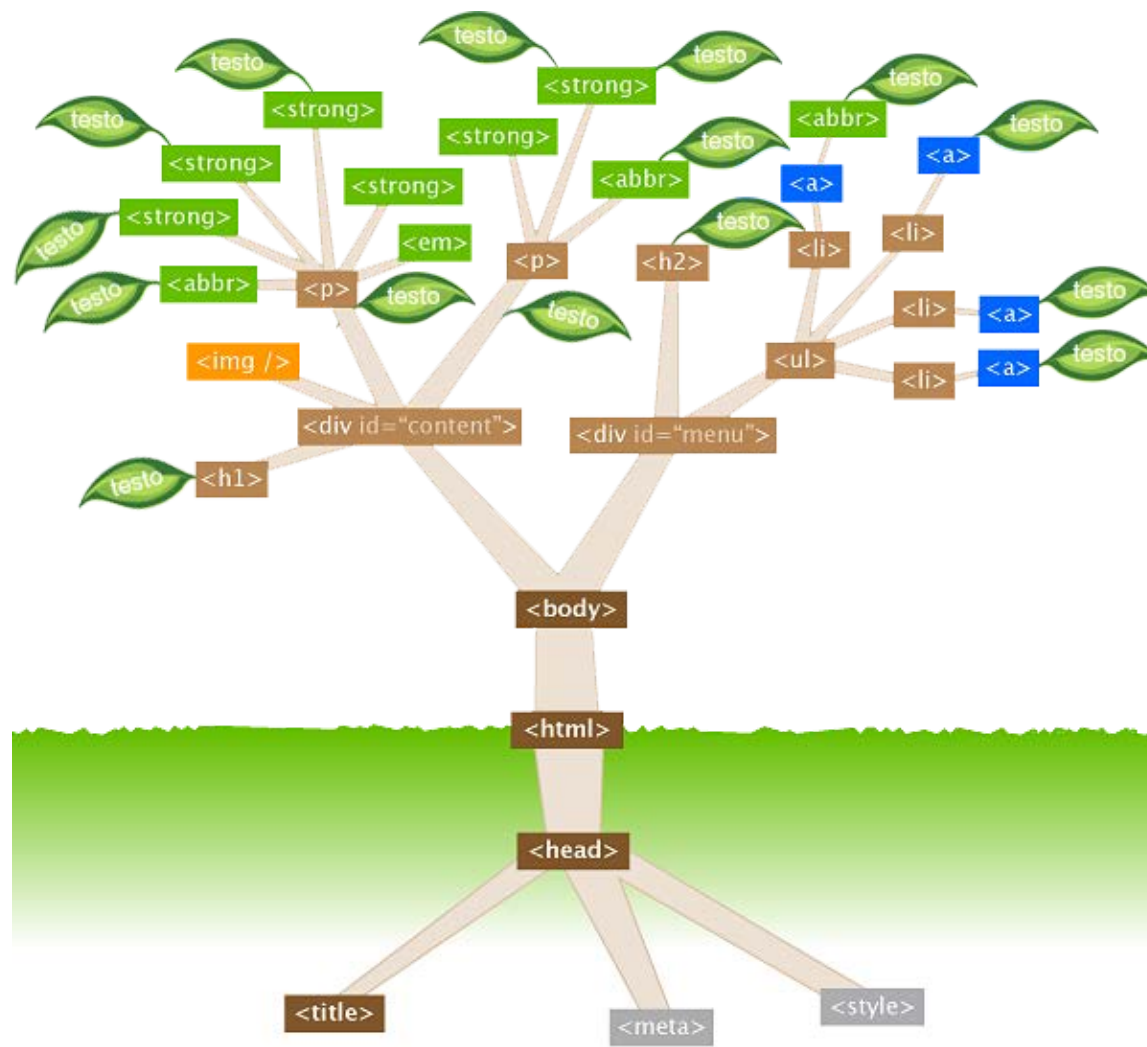 testo
testo
testo
testo
<strong>
<strong>
<abbr>
testo
<strong>
testo
<a>
testo
<strong>
<abbr>
<a>
<strong>
<strong>
testo
testo
<em>
<p>
<h2>
<li>
<li>
<abbr>
testo
<p>
testo
testo
testo
<li>
<a>
testo
<img />
<ul>
<li>
<a>
testo
<div id="content">
<div id="menu">
testo
<h1>
<body>
<html>
<head>
<title>
<meta>
<style>